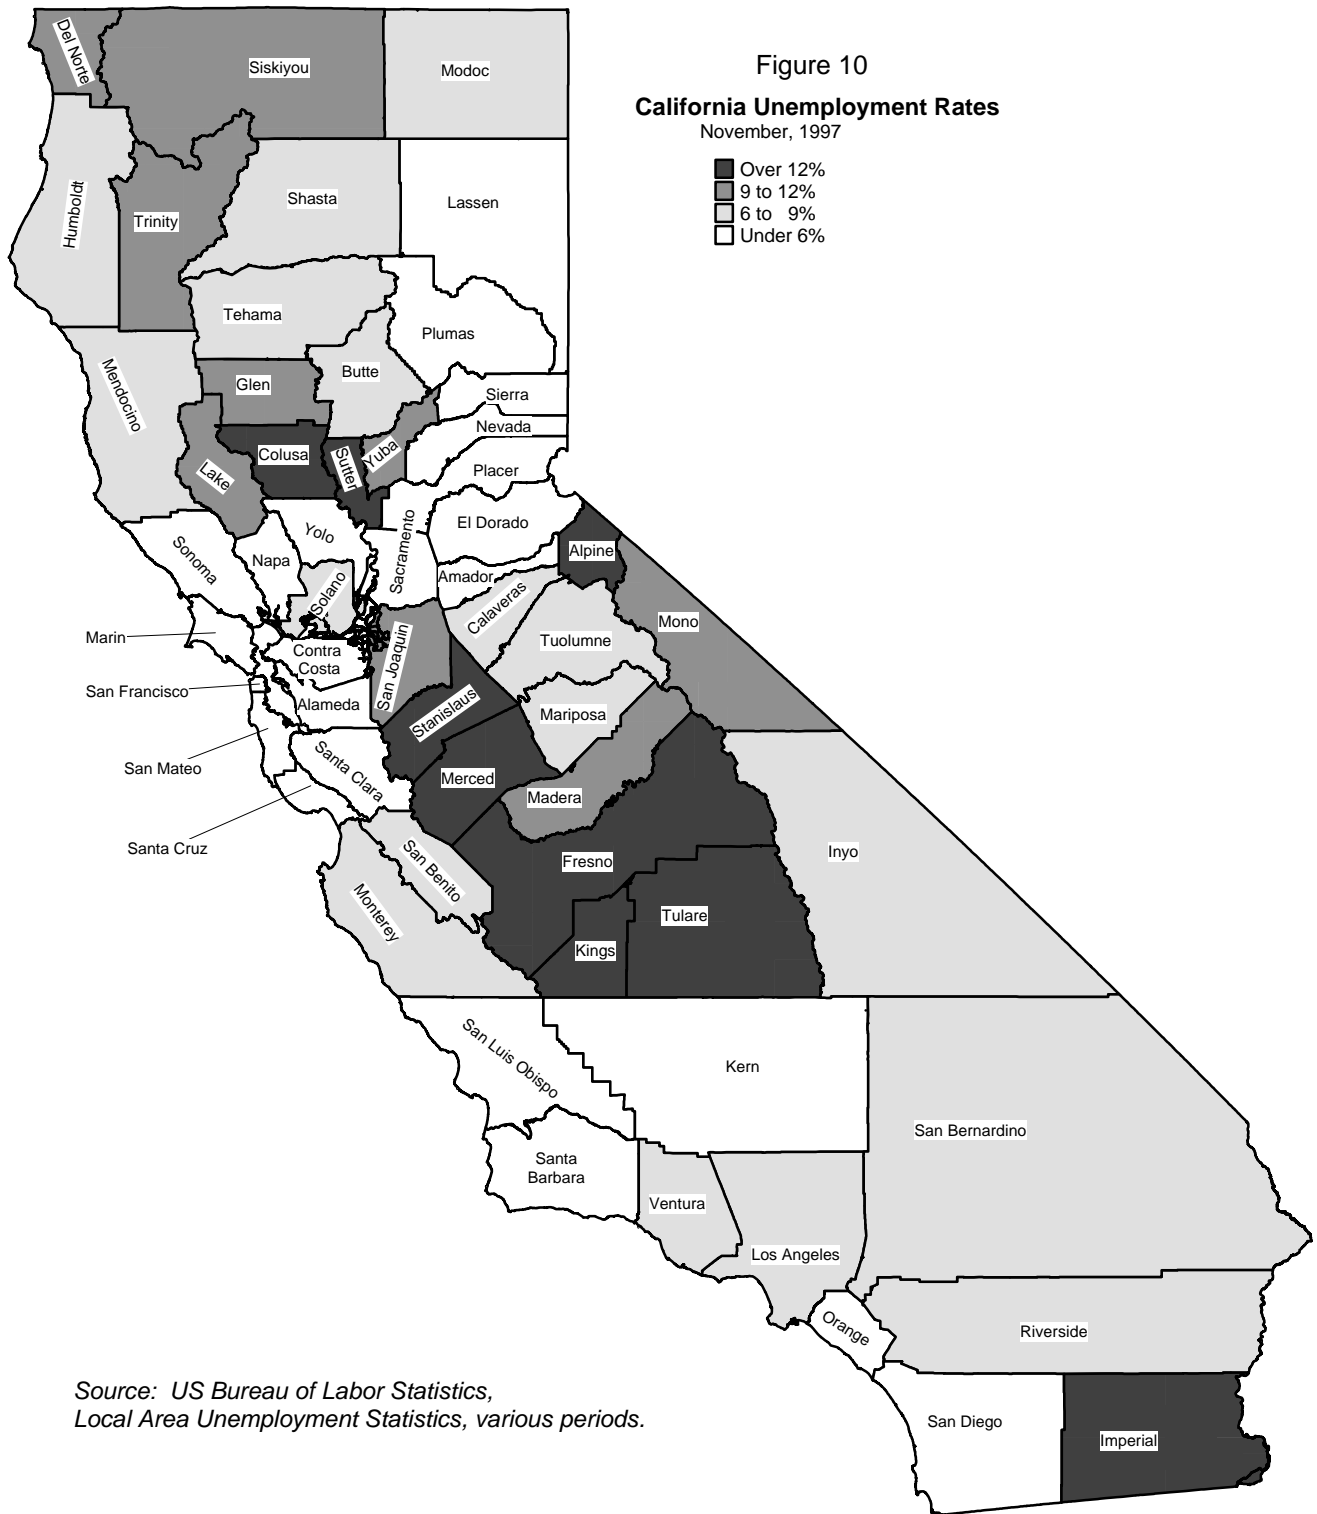 Figure 10
California Unemployment Rates
November, 1997
Over 12%
9 to 12%
6 to 9%
Under 6%
Del Norte
Siskiyou
Modoc
Humboldt
Trinity
Shasta
Lassen
Tehama
Plumas
Mendocino
Glen
Butte
Sierra
Nevada
Lake
Colusa
Sutter
Yuba
Placer
Sonoma
Napa
Yolo
Sacramento
El Dorado
Alpine
Amador
Solano
Calaveras
Mono
Marin
Contra
Costa
San Joaquin
Tuolumne
San Francisco
Alameda
Stanislaus
Mariposa
San Mateo
Santa Clara
Merced
Madera
Santa Cruz
San Benito
Fresno
Inyo
Monterey
Kings
Tulare
San Luis Obispo
Kern
San Bernardino
Santa
Barbara
Ventura
Los Angeles
Orange
Riverside
San Diego
Imperial
Source: US Bureau of Labor Statistics,
Local Area Unemployment Statistics, various periods.